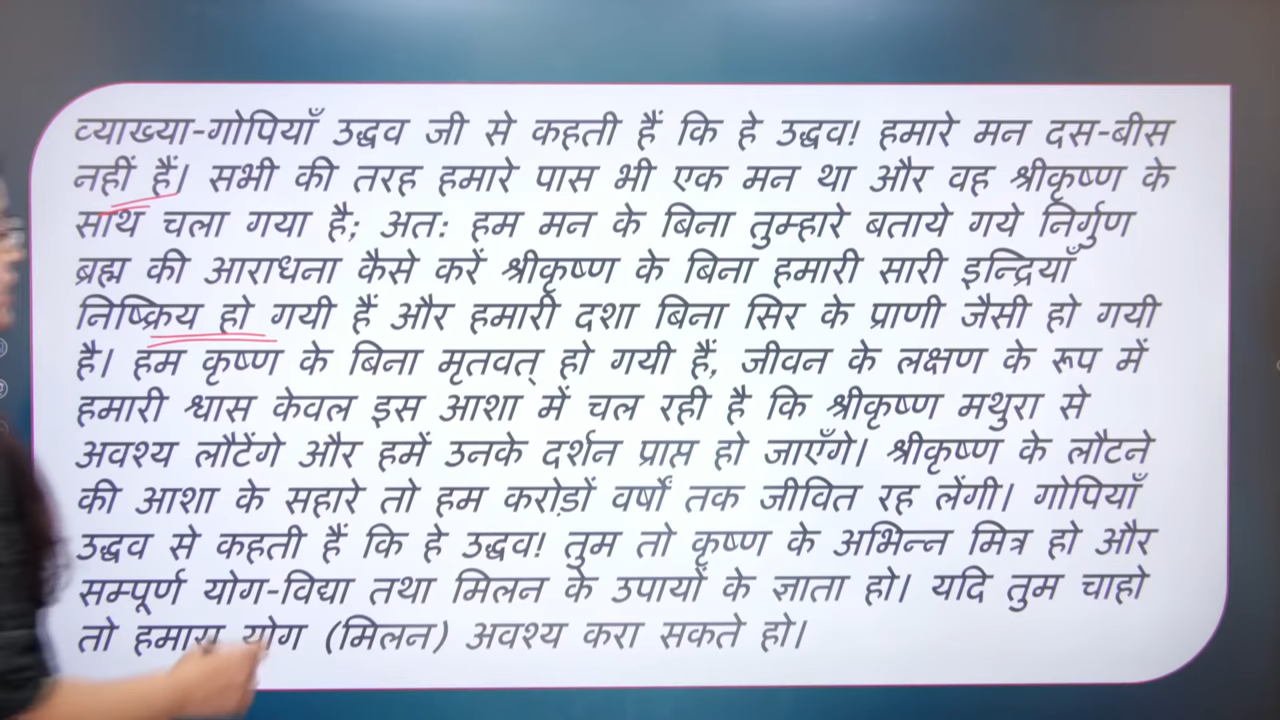 व्याख्या-गोपियाँ उद्धव जी से कहती हैं कि हे उद्धव! हमारे मन दस-बीस
नहीं हैं। सभी की तरह हमारे पास भी एक मन था और वह श्रीकृष्ण के
साथ चला गया है; अतः हम मन के बिना तुम्हारे बताये गये निर्गुण
ब्रह्म की आराधना कैसे करें श्रीकृष्ण के बिना हमारी सारी इन्द्रियाँ
निष्क्रिय हो गयी हैं और हमारी दशा बिना सिर के प्राणी जैसी हो गयी
है। हम कृष्ण के बिना मृतवत् हो गयी हैं, जीवन के लक्षण के रूप में
हमारी श्वास केवल इस आशा में चल रही है कि श्रीकृष्ण मथुरा से
अवश्य लौटेंगे और हमें उनके दर्शन प्राप्त हो जाएँगे। श्रीकृष्ण के लौटने
की आशा के सहारे तो हम करोड़ों वर्षों तक जीवित रह लेंगी। गोपियाँ
उद्धव से कहती हैं कि हे उद्धव! तुम तो कृष्ण के अभिन्न मित्र हो और
सम्पूर्ण योग-विद्या तथा मिलन के उपायों के ज्ञाता हो। यदि तुम चाहो
तो हमारा योग (मिलन) अवश्य करा सकते हो।